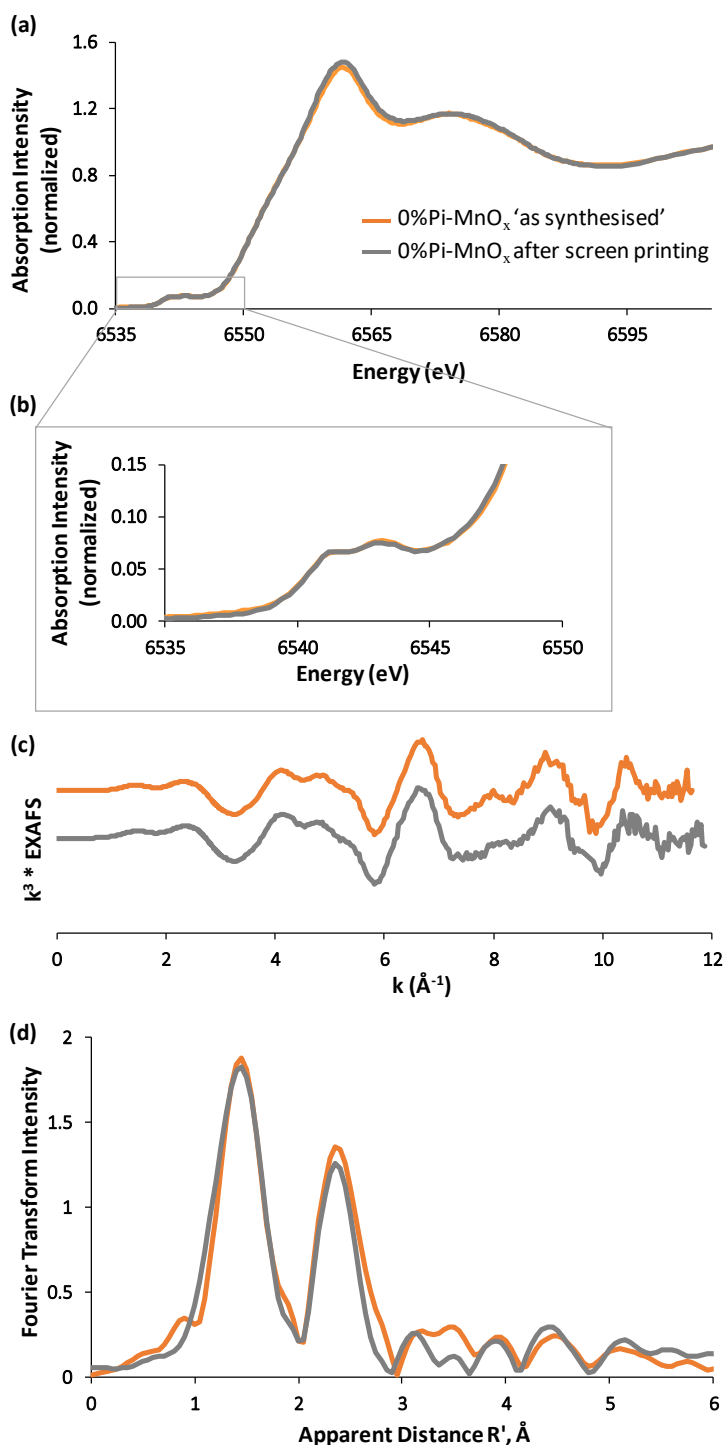 (a)
1.6
1.2
0.8
0.4
0.0
Absorption Intensity
(normalized)
0%Pi-MnOx 'as synthesised'
0%Pi-MnOx after screen printing
6535 6550 6565 6580 6595
Energy (eV)
(b)
0.15
0.10
0.05
0.00
Absorption Intensity
(normalized)
6535 6540 6545 6550
Energy (eV)
(c)
k³ * EXAFS
0 2 4 6 8 10 12
k (Å⁻¹)
(d)
2
1.5
1
0.5
0
Fourier Transform Intensity
0 1 2 3 4 5 6
Apparent Distance R', Å